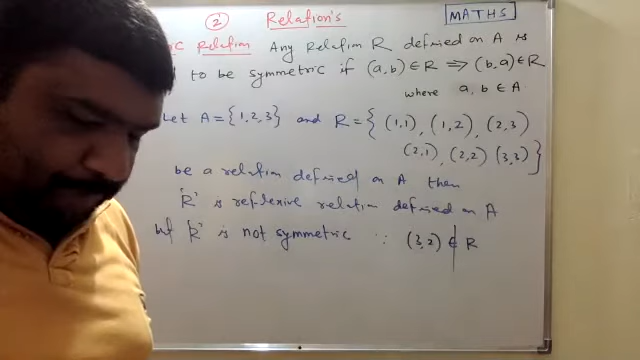 ② Relation's
MATHS
ic Relation Any Relation R defined on A is
to be symmetric if (a,b) ∈ R ⟹ (b,a) ∈ R
where a, b ∈ A
Let A = {1,2,3} and R = { (1,1), (1,2), (2,3)
(2,1), (2,2) (3,3) }
be a relation defined on A then
'R' is reflexive relation defined on A
but 'R' is not symmetric ∵ (3,2) ∉ R